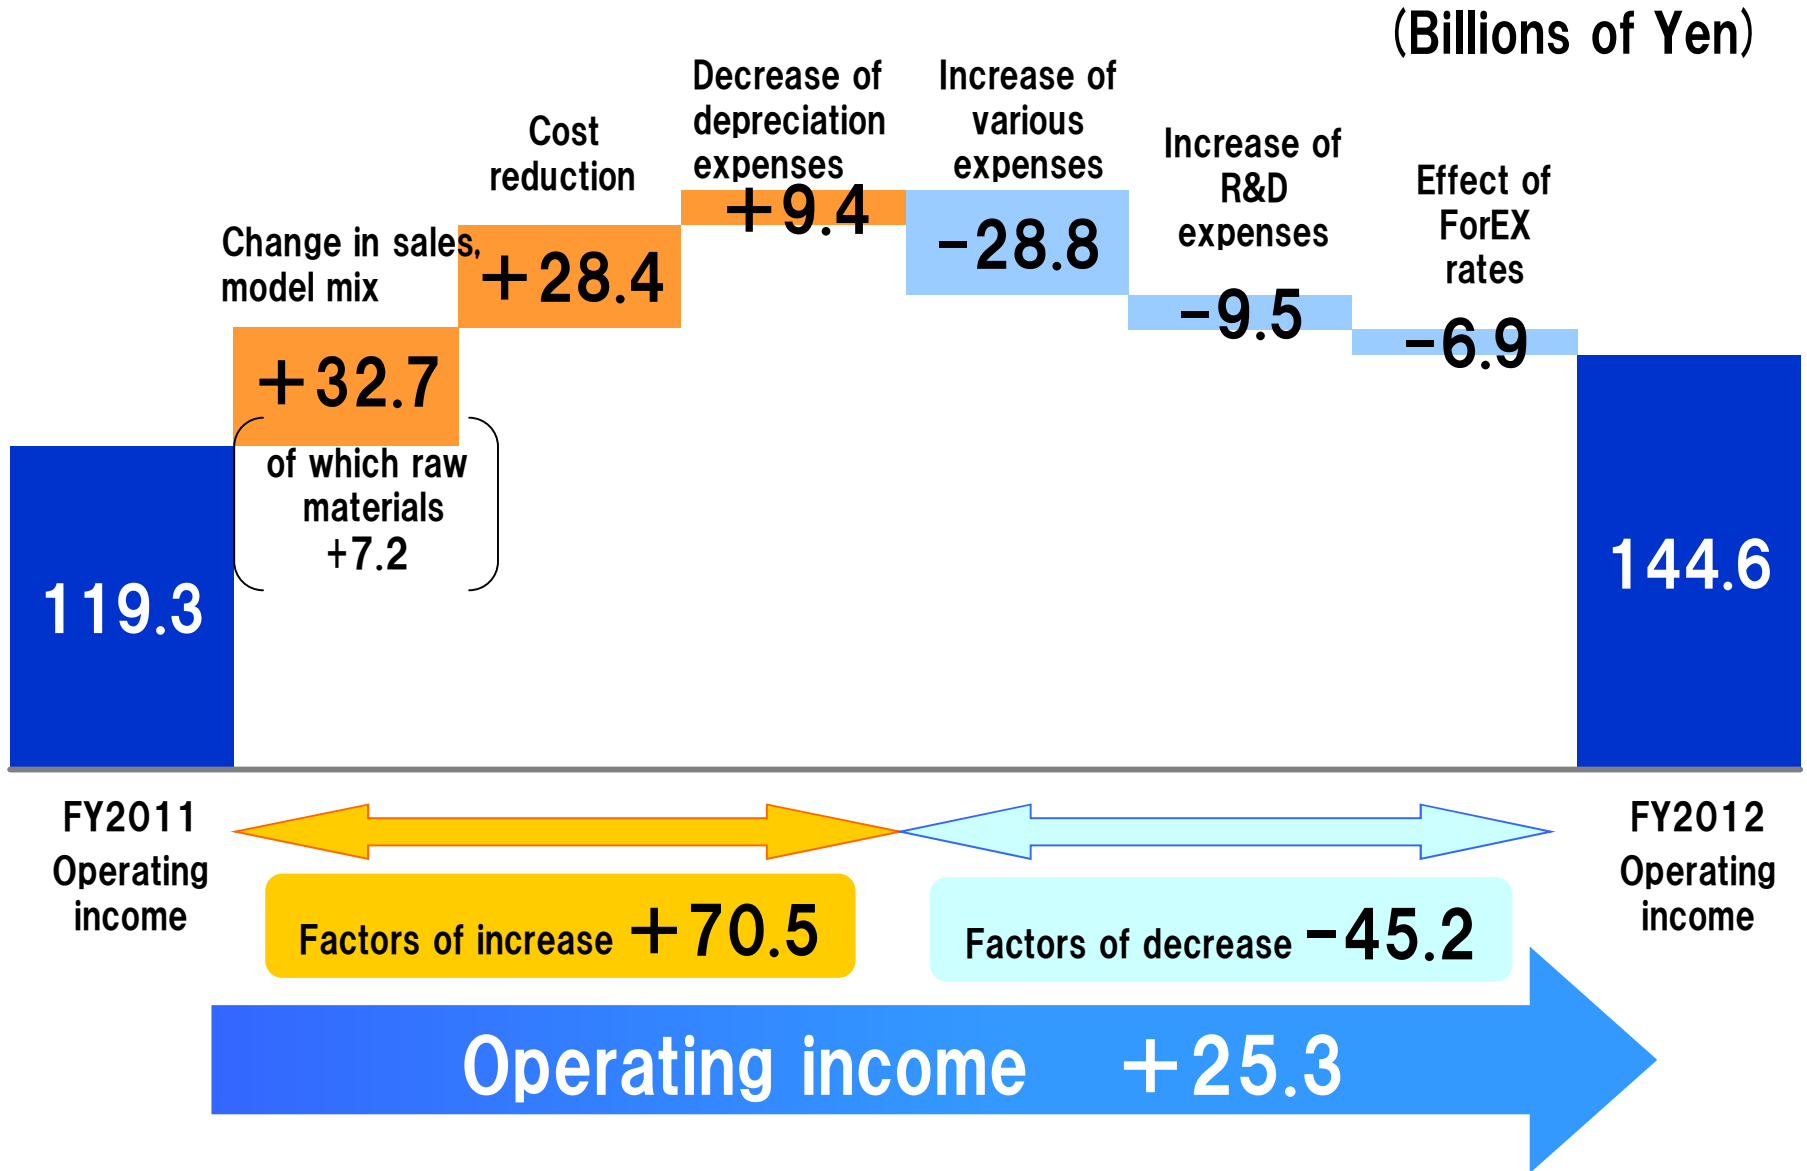 (Billions of Yen)
Decrease of
depreciation
expenses
+9.4
Increase of
various
expenses
-28.8
Cost
reduction
+28.4
Increase of
R&D
expenses
-9.5
Effect of
ForEX
rates
-6.9
Change in sales,
model mix
+32.7
of which raw
materials
+7.2
119.3
144.6
FY2011
Operating
income
FY2012
Operating
income
Factors of increase +70.5
Factors of decrease -45.2
Operating income +25.3